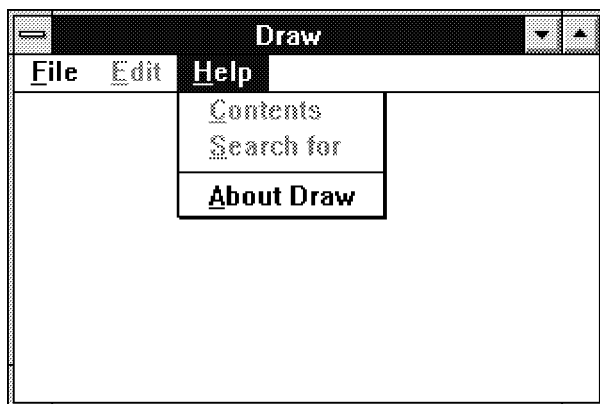 Draw
File Edit Help
Contents
Search for
About Draw